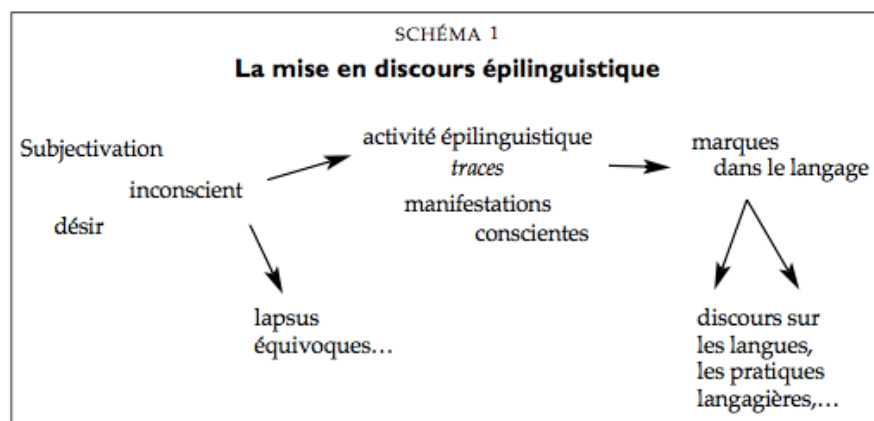 SCHÉMA 1
La mise en discours épilinguistique
Subjectivation
inconscient
désir
activité épilinguistique
traces
manifestations
conscientes
marques
dans le langage
lapsus
équivoques…
discours sur
les langues,
les pratiques
langagières,…